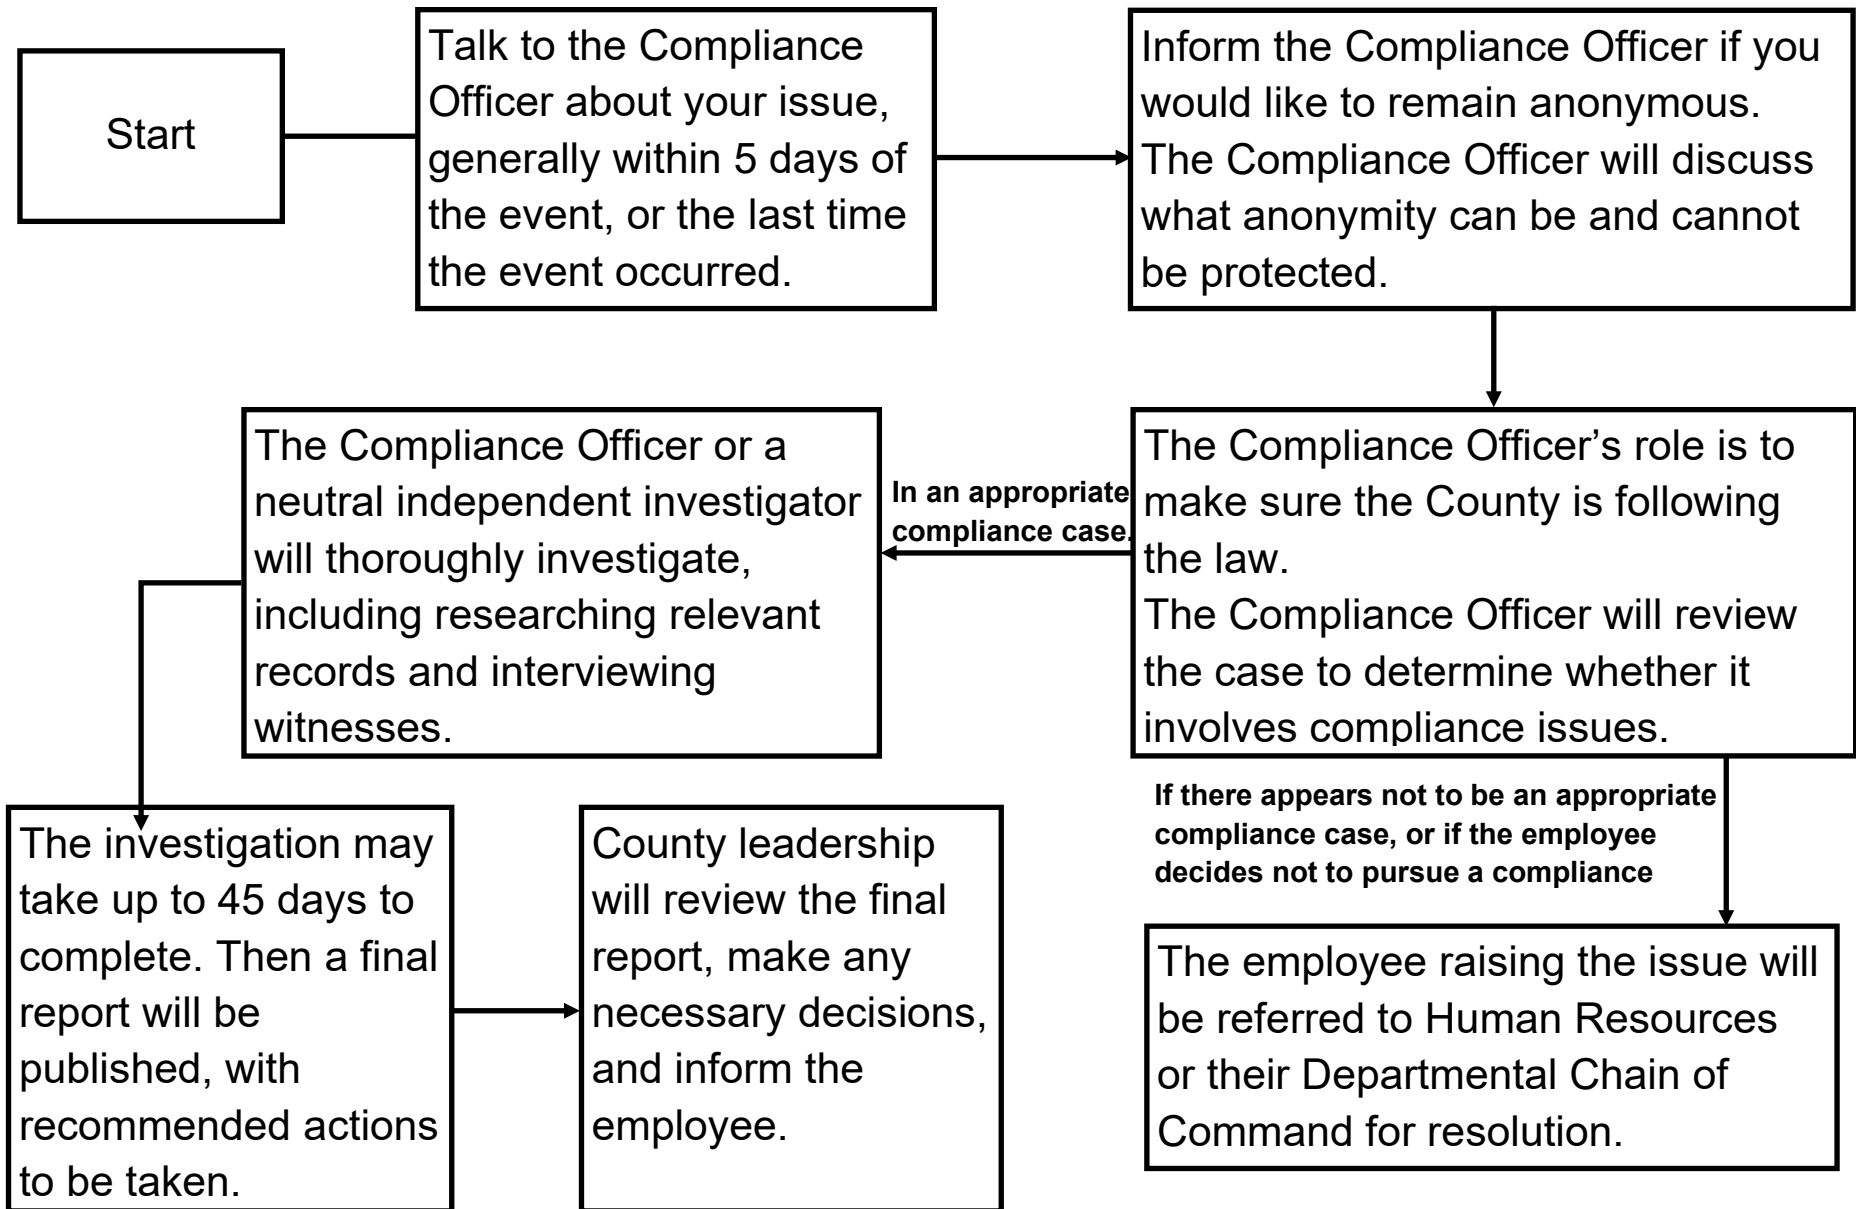 Start
Talk to the Compliance
Officer about your issue,
generally within 5 days of
the event, or the last time
the event occurred.
Inform the Compliance Officer if you
would like to remain anonymous.
The Compliance Officer will discuss
what anonymity can be and cannot
be protected.
The Compliance Officer’s role is to
make sure the County is following
the law.
The Compliance Officer will review
the case to determine whether it
involves compliance issues.
In an appropriate
compliance case.
The Compliance Officer or a
neutral independent investigator
will thoroughly investigate,
including researching relevant
records and interviewing
witnesses.
The investigation may
take up to 45 days to
complete. Then a final
report will be
published, with
recommended actions
to be taken.
County leadership
will review the final
report, make any
necessary decisions,
and inform the
employee.
If there appears not to be an appropriate
compliance case, or if the employee
decides not to pursue a compliance
The employee raising the issue will
be referred to Human Resources
or their Departmental Chain of
Command for resolution.